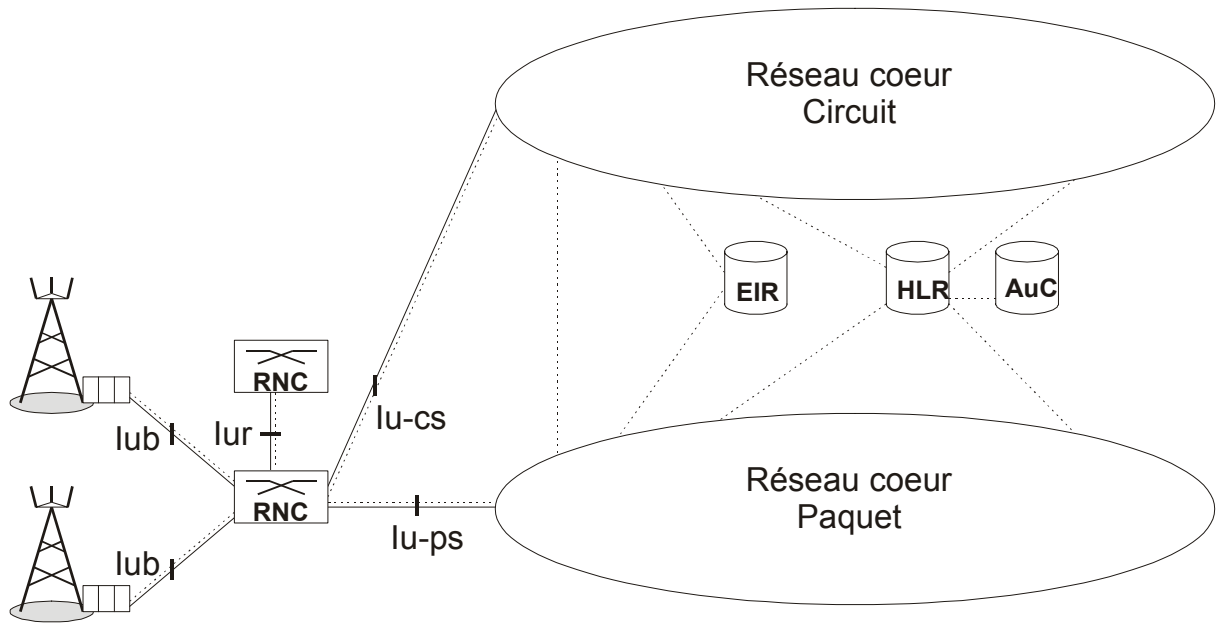 Réseau coeur
Circuit
EIR
HLR
AuC
RNC
Iu-cs
Iub
Iur
RNC
Réseau coeur
Paquet
Iu-ps
Iub